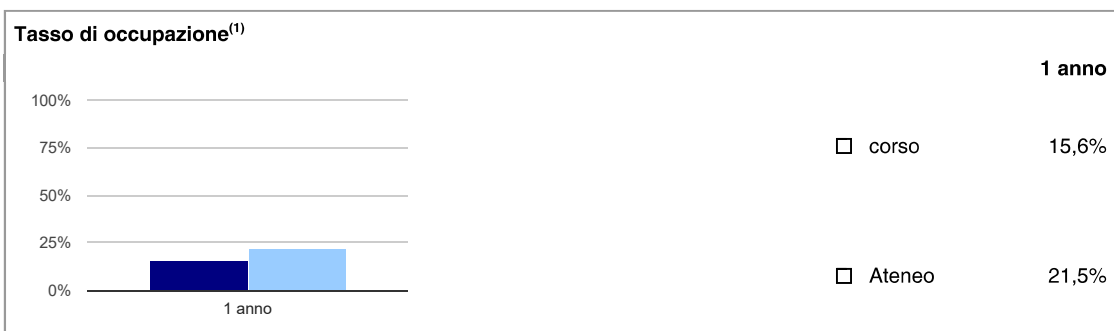 Tasso di occupazione(1)
1 anno
100%
75%
50%
25%
0%
1 anno
corso 15,6%
Ateneo 21,5%